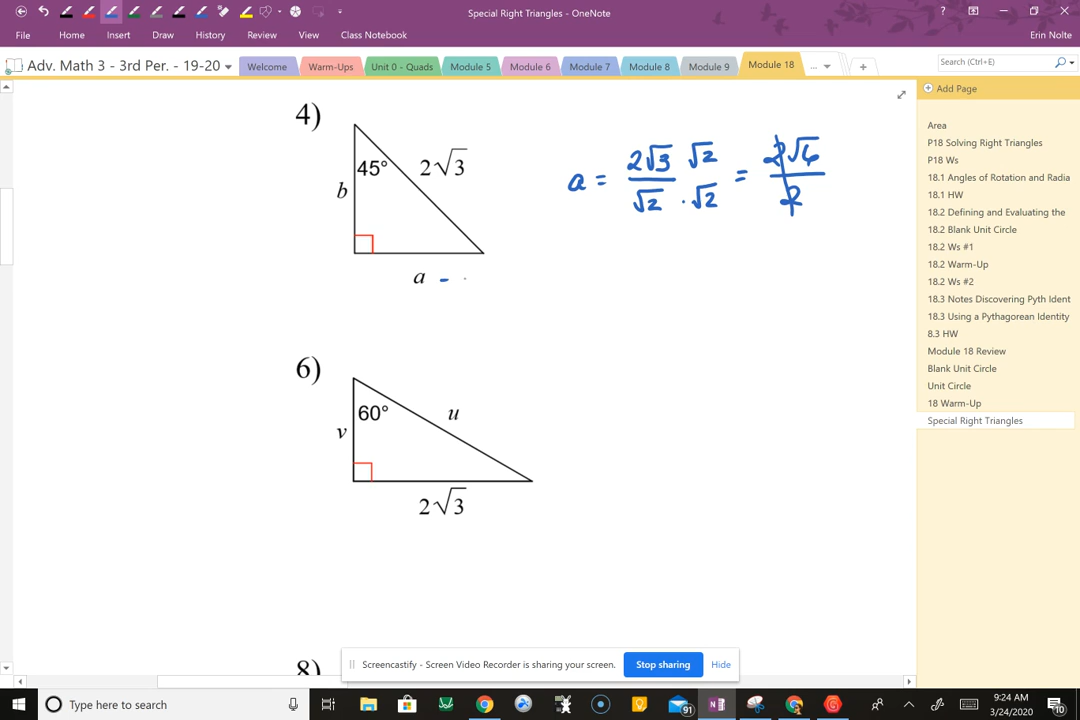 Special Right Triangles - OneNote
?
File Home Insert Draw History Review View Class Notebook
Erin Nolte
Adv. Math 3 - 3rd Per. - 19-20
Welcome Warm-Ups Unit 0 - Quads Module 5 Module 6 Module 7 Module 8 Module 9 Module 18 ... +
Search (Ctrl+E)
Add Page
Area
P18 Solving Right Triangles
P18 Ws
18.1 Angles of Rotation and Radia
18.1 HW
18.2 Defining and Evaluating the
18.2 Blank Unit Circle
18.2 Ws #1
18.2 Warm-Up
18.2 Ws #2
18.3 Notes Discovering Pyth Ident
18.3 Using a Pythagorean Identity
8.3 HW
Module 18 Review
Blank Unit Circle
Unit Circle
18 Warm-Up
Special Right Triangles
4)
45° 2√3
b
a -
a = 2√3/√2 · √2/√2 = 2√6/2
6)
60° u
v
2√3
8)
Screencastify - Screen Video Recorder is sharing your screen. Stop sharing Hide
Type here to search
91
9:24 AM
3/24/2020
10